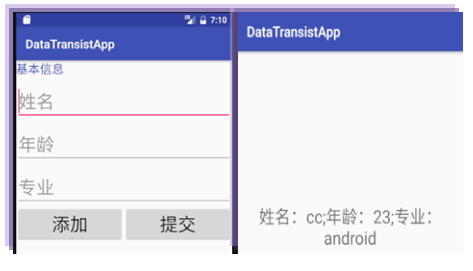 7:10
DataTransistApp
基本信息
姓名
年龄
专业
添加 提交
DataTransistApp
姓名：cc;年龄：23;专业：
android